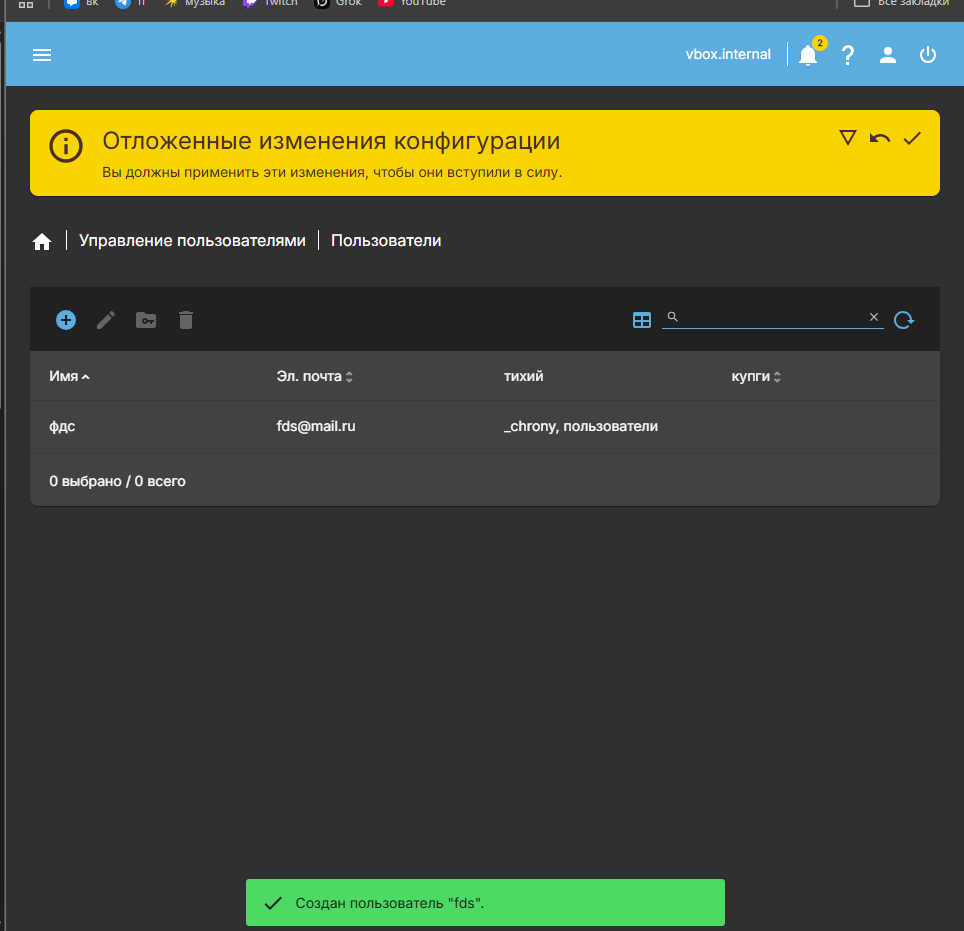 вк
тг
музыка
Twitch
Grok
YouTube
Все закладки
vbox.internal
2
Отложенные изменения конфигурации
Вы должны применить эти изменения, чтобы они вступили в силу.
Управление пользователями
Пользователи
Имя
Эл. почта
тихий
купги
фдс
fds@mail.ru
_chrony, пользователи
0 выбрано / 0 всего
Создан пользователь "fds".